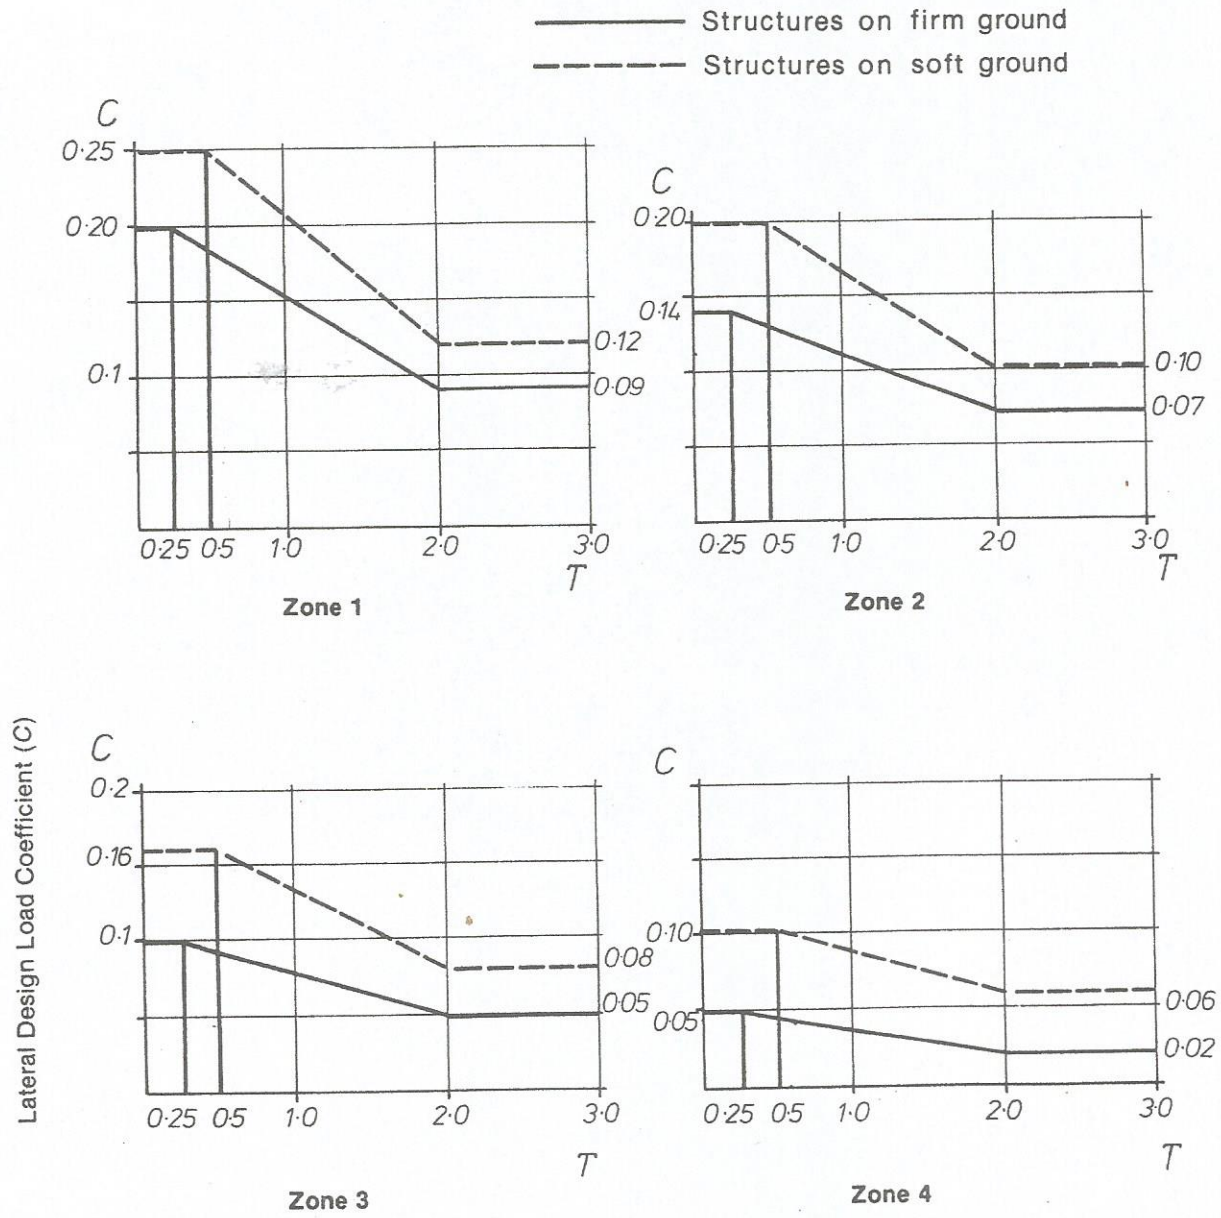 Structures on firm ground
Structures on soft ground
C
0·25
0·20
0·1
0·12
0·09
0·25 0·5 1·0 2·0 3·0
T
Zone 1
C
0·20
0·14
0·10
0·07
0·25 0·5 1·0 2·0 3·0
T
Zone 2
Lateral Design Load Coefficient (C)
C
0·2
0·16
0·1
0·08
0·05
0·25 0·5 1·0 2·0 3·0
T
Zone 3
C
0·10
0·05
0·06
0·02
0·25 0·5 1·0 2·0 3·0
T
Zone 4